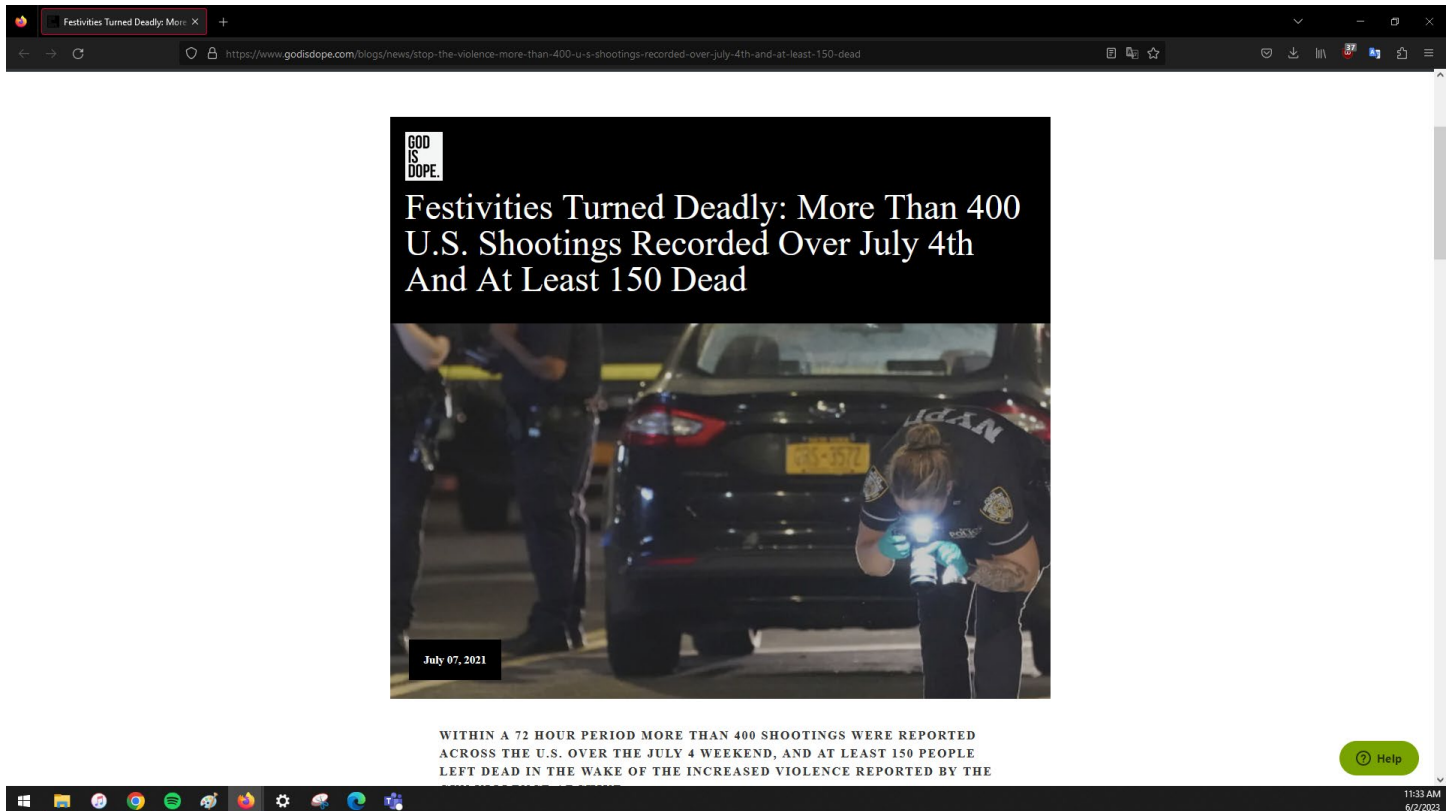 Festivities Turned Deadly: More
https://www.godisdope.com/blogs/news/stop-the-violence-more-than-400-u-s-shootings-recorded-over-july-4th-and-at-least-150-dead
37
GOD
IS
DOPE.
Festivities Turned Deadly: More Than 400
U.S. Shootings Recorded Over July 4th
And At Least 150 Dead
NYPD
POLICE
July 07, 2021
WITHIN A 72 HOUR PERIOD MORE THAN 400 SHOOTINGS WERE REPORTED
ACROSS THE U.S. OVER THE JULY 4 WEEKEND, AND AT LEAST 150 PEOPLE
LEFT DEAD IN THE WAKE OF THE INCREASED VIOLENCE REPORTED BY THE
Help
11:33 AM
6/2/2023